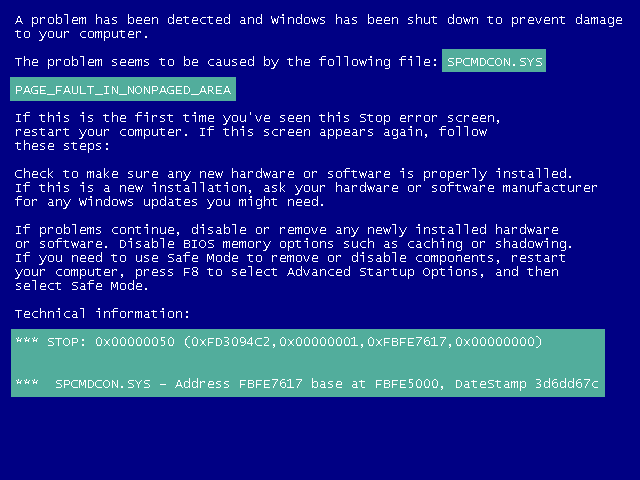 A problem has been detected and Windows has been shut down to prevent damage
to your computer.
The problem seems to be caused by the following file: SPCMDCON.SYS
PAGE_FAULT_IN_NONPAGED_AREA
If this is the first time you've seen this Stop error screen,
restart your computer. If this screen appears again, follow
these steps:
Check to make sure any new hardware or software is properly installed.
If this is a new installation, ask your hardware or software manufacturer
for any Windows updates you might need.
If problems continue, disable or remove any newly installed hardware
or software. Disable BIOS memory options such as caching or shadowing.
If you need to use Safe Mode to remove or disable components, restart
your computer, press F8 to select Advanced Startup Options, and then
select Safe Mode.
Technical information:
*** STOP: 0x00000050 (0xFD3094C2,0x00000001,0xFBFE7617,0x00000000)
*** SPCMDCON.SYS - Address FBFE7617 base at FBFE5000, DateStamp 3d6dd67c